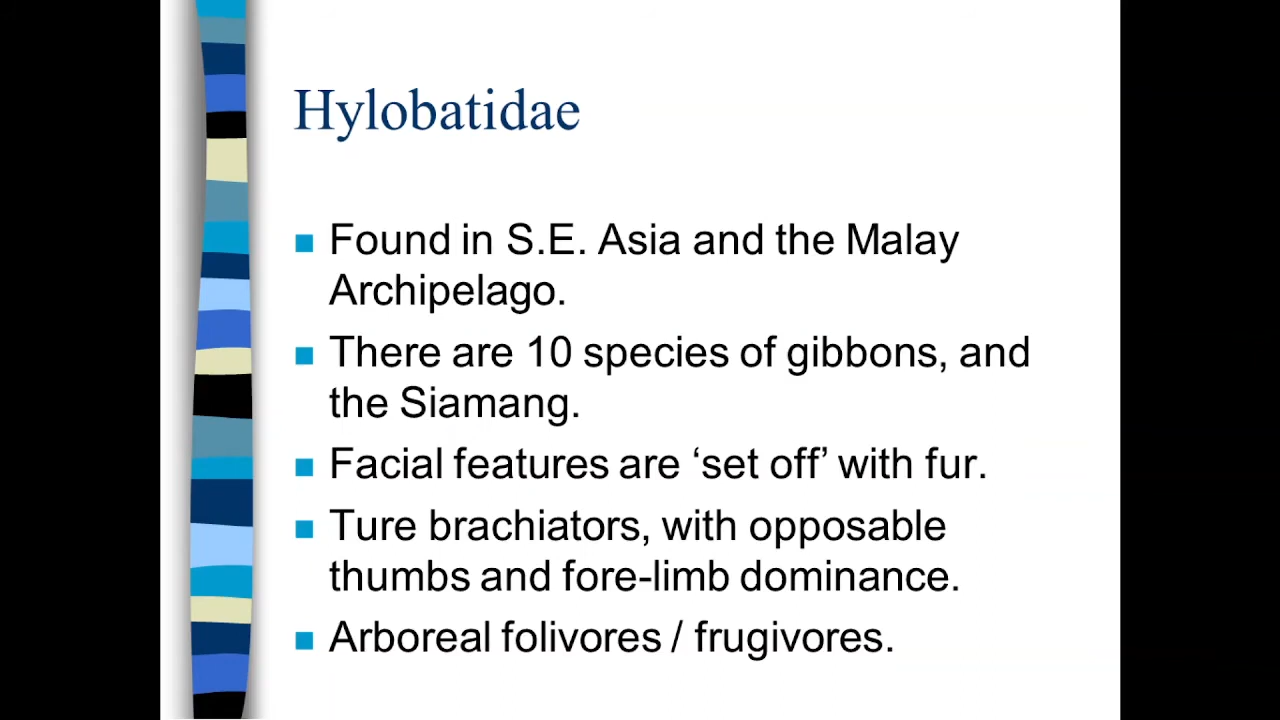 Hylobatidae
■ Found in S.E. Asia and the Malay
Archipelago.
■ There are 10 species of gibbons, and
the Siamang.
■ Facial features are ‘set off’ with fur.
■ Ture brachiators, with opposable
thumbs and fore-limb dominance.
■ Arboreal folivores / frugivores.